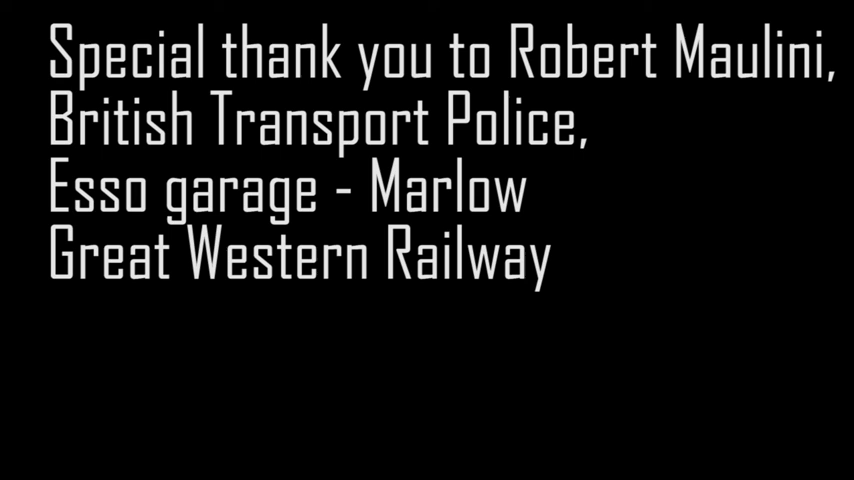 Special thank you to Robert Maulini,
British Transport Police,
Esso garage - Marlow
Great Western Railway